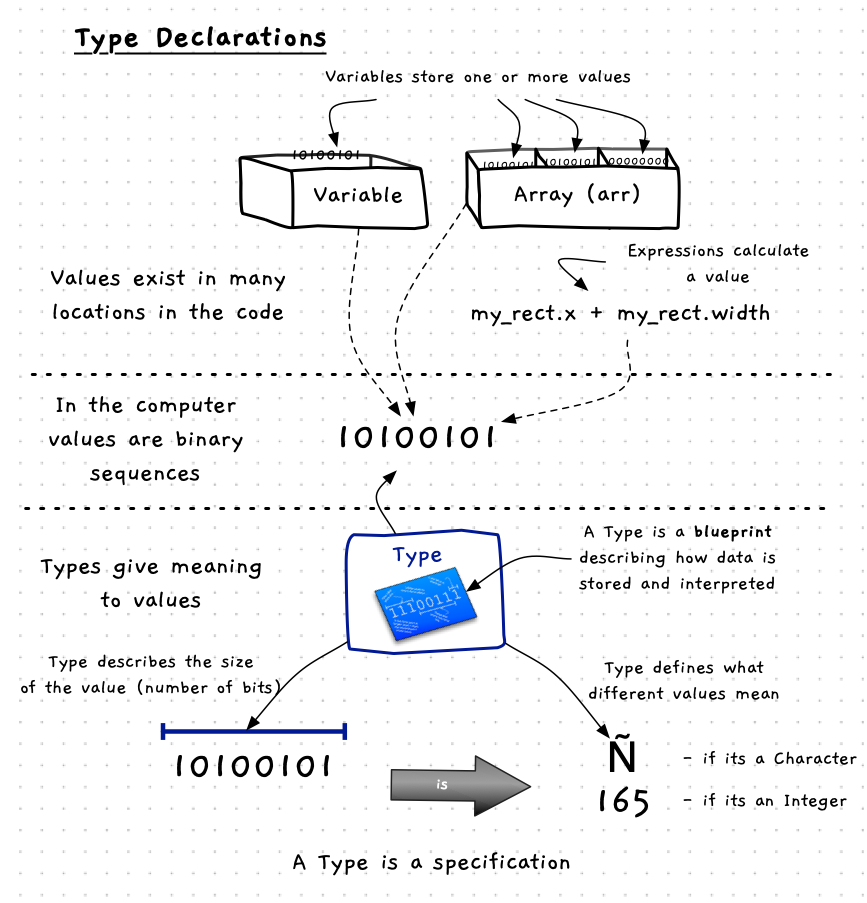 Type Declarations
Variables store one or more values
10100101
Variable
10100101
10100101
00000000
Array (arr)
Expressions calculate
a value
Values exist in many
locations in the code
my_rect.x + my_rect.width
In the computer
values are binary
sequences
10100101
Type
11100111
A Type is a blueprint
describing how data is
stored and interpreted
Types give meaning
to values
Type describes the size
of the value (number of bits)
Type defines what
different values mean
10100101
is
Ñ - if its a Character
165 - if its an Integer
A Type is a specification